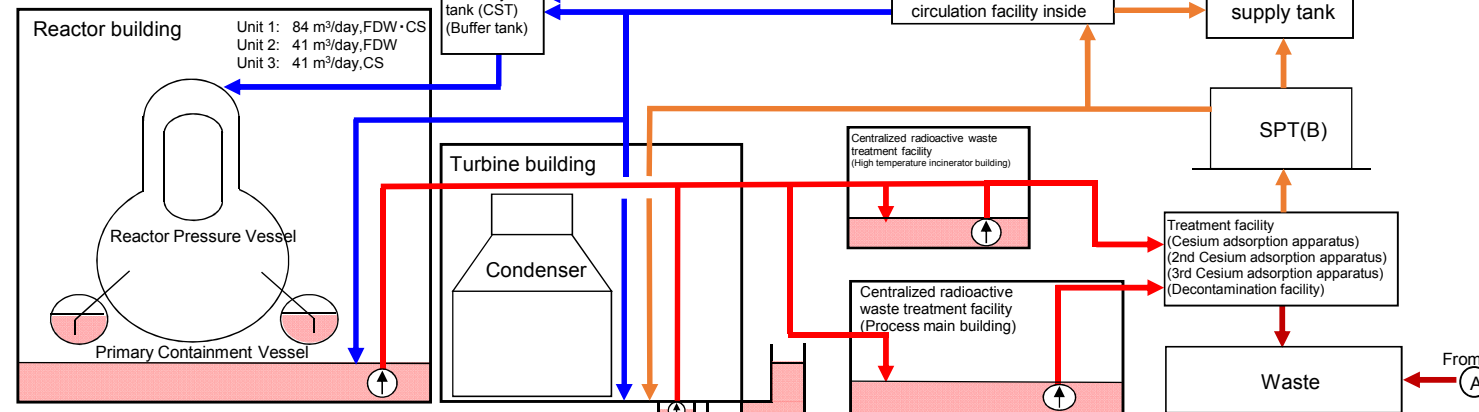 Reactor building
Unit 1: 84 m³/day,FDW・CS
Unit 2: 41 m³/day,FDW
Unit 3: 41 m³/day,CS
tank (CST)
(Buffer tank)
circulation facility inside
supply tank
SPT(B)
Turbine building
Centralized radioactive waste
treatment facility
(High temperature incinerator building)
Reactor Pressure Vessel
Condenser
Treatment facility
(Cesium adsorption apparatus)
(2nd Cesium adsorption apparatus)
(3rd Cesium adsorption apparatus)
(Decontamination facility)
Centralized radioactive
waste treatment facility
(Process main building)
Primary Containment Vessel
Waste
From
A